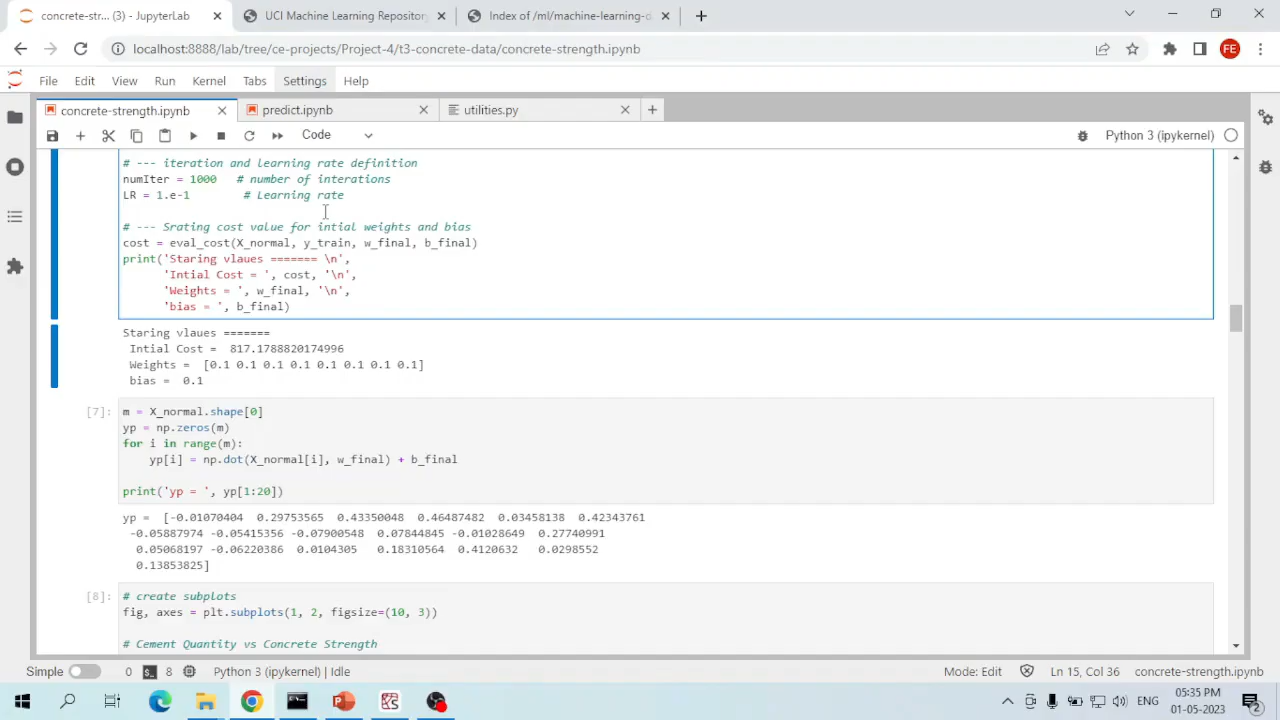 concrete-str... (3) - JupyterLab
UCI Machine Learning Repository
Index of /ml/machine-learning-d
localhost:8888/lab/tree/ce-projects/Project-4/t3-concrete-data/concrete-strength.ipynb
FE
File Edit View Run Kernel Tabs Settings Help
concrete-strength.ipynb
predict.ipynb
utilities.py
Code
Python 3 (ipykernel)
# --- iteration and learning rate definition
numIter = 1000 # number of interations
LR = 1.e-1 # Learning rate
# --- Srating cost value for intial weights and bias
cost = eval_cost(X_normal, y_train, w_final, b_final)
print('Staring vlaues ======= \n',
'Intial Cost = ', cost, '\n',
'Weights = ', w_final, '\n',
'bias = ', b_final)
Staring vlaues =======
Intial Cost = 817.1788820174996
Weights = [0.1 0.1 0.1 0.1 0.1 0.1 0.1 0.1]
bias = 0.1
[7]: m = X_normal.shape[0]
yp = np.zeros(m)
for i in range(m):
yp[i] = np.dot(X_normal[i], w_final) + b_final
print('yp = ', yp[1:20])
yp = [-0.01070404 0.29753565 0.43350048 0.46487482 0.03458138 0.42343761
-0.05887974 -0.05415356 -0.07900548 0.07844845 -0.01028649 0.27740991
0.05068197 -0.06220386 0.0104305 0.18310564 0.4120632 0.0298552
0.13853825]
[8]: # create subplots
fig, axes = plt.subplots(1, 2, figsize=(10, 3))
# Cement Quantity vs Concrete Strength
Simple 0 8 Python 3 (ipykernel) | Idle Mode: Edit Ln 15, Col 36 concrete-strength.ipynb
ENG
05:35 PM
01-05-2023
2